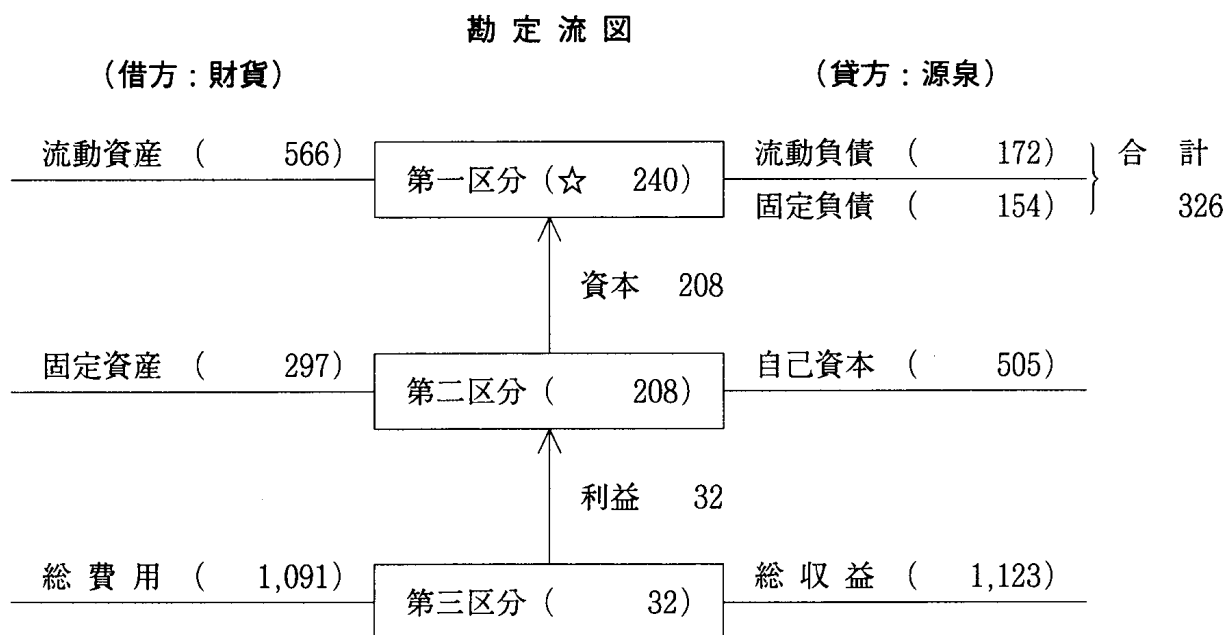 勘定流図
(借方：財貨) (貸方：源泉)
流動資産 ( 566) 第一区分 (☆ 240) 流動負債 ( 172) 合計
固定負債 ( 154) 326
資本 208
固定資産 ( 297) 第二区分 ( 208) 自己資本 ( 505)
利益 32
総費用 ( 1,091) 第三区分 ( 32) 総収益 ( 1,123)